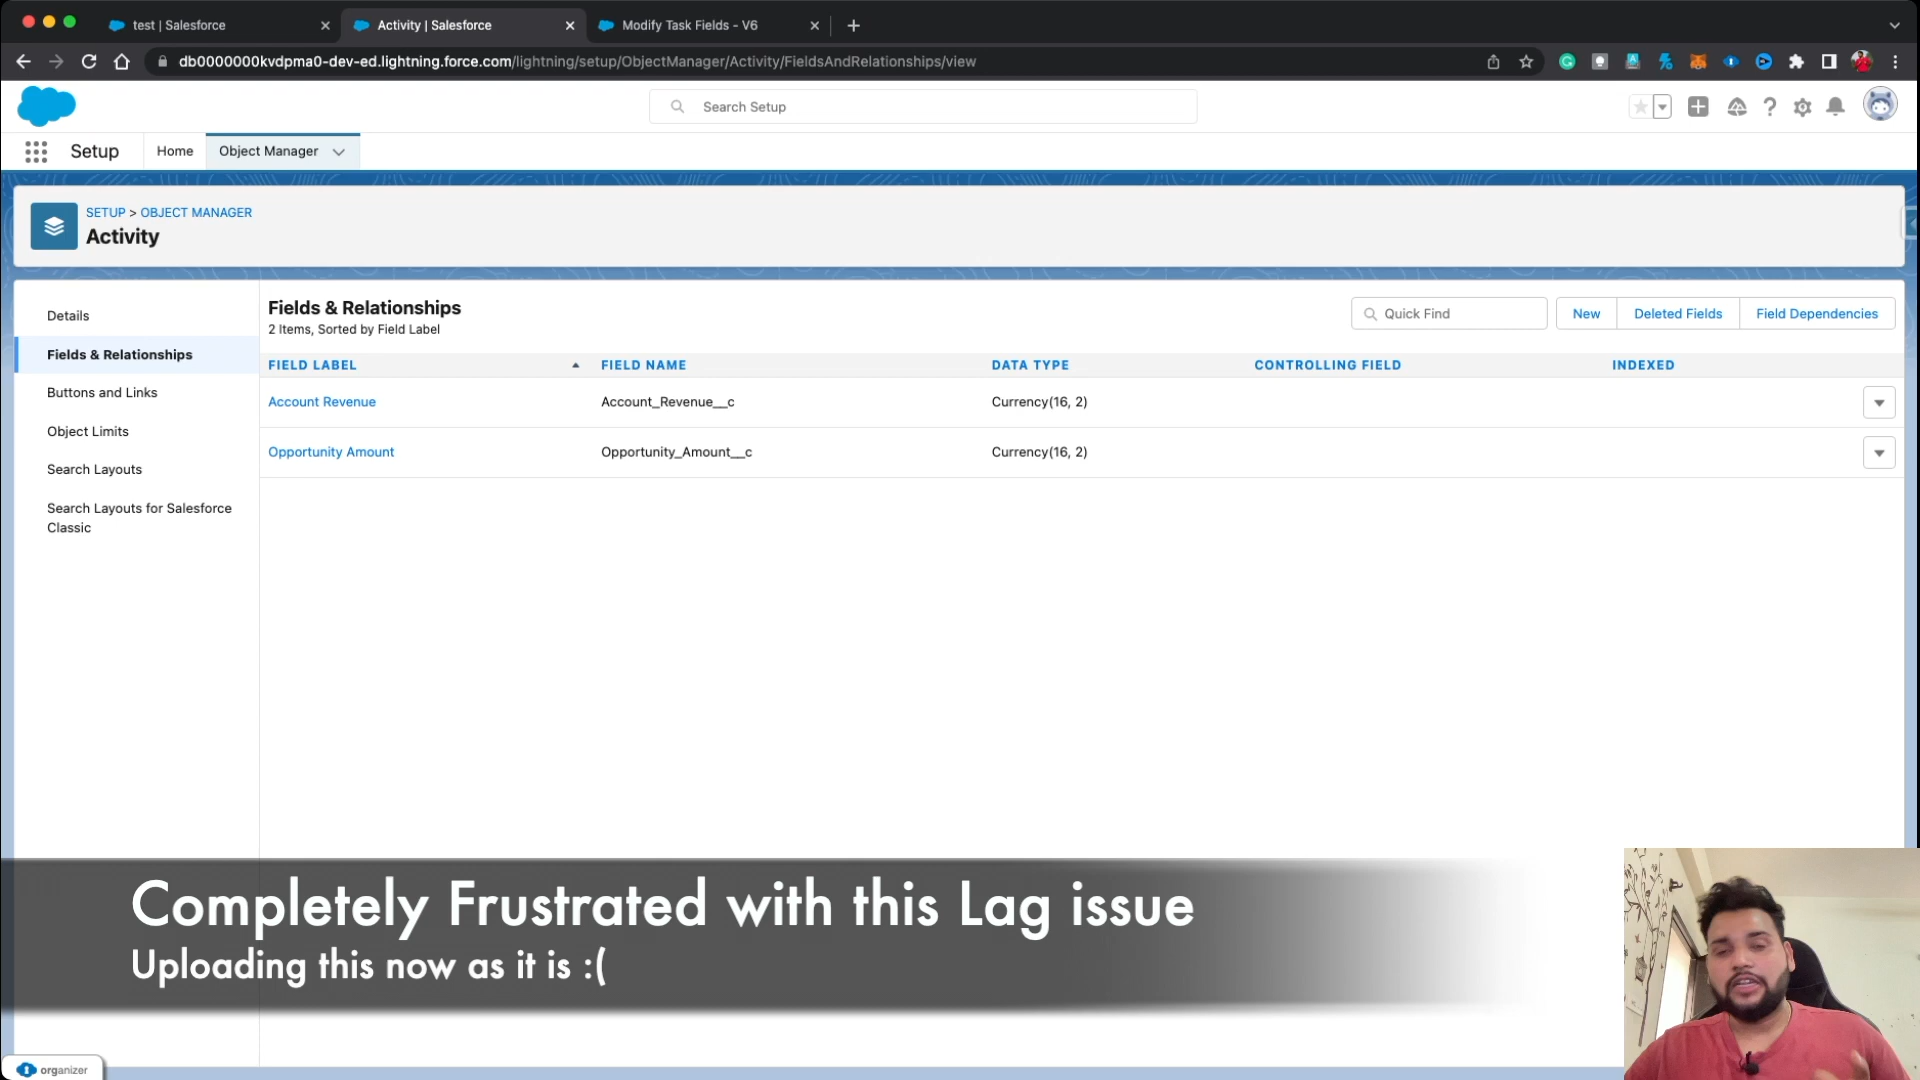 test | Salesforce
Activity | Salesforce
Modify Task Fields - V6
db0000000kvdpma0-dev-ed.lightning.force.com/lightning/setup/ObjectManager/Activity/FieldsAndRelationships/view
Search Setup
Setup
Home
Object Manager
SETUP > OBJECT MANAGER
Activity
Details
Fields & Relationships
Buttons and Links
Object Limits
Search Layouts
Search Layouts for Salesforce
Classic
Fields & Relationships
2 Items, Sorted by Field Label
Quick Find
New
Deleted Fields
Field Dependencies
FIELD LABEL
FIELD NAME
DATA TYPE
CONTROLLING FIELD
INDEXED
Account Revenue
Account_Revenue__c
Currency(16, 2)
Opportunity Amount
Opportunity_Amount__c
Currency(16, 2)
Completely Frustrated with this Lag issue
Uploading this now as it is :(
organizer